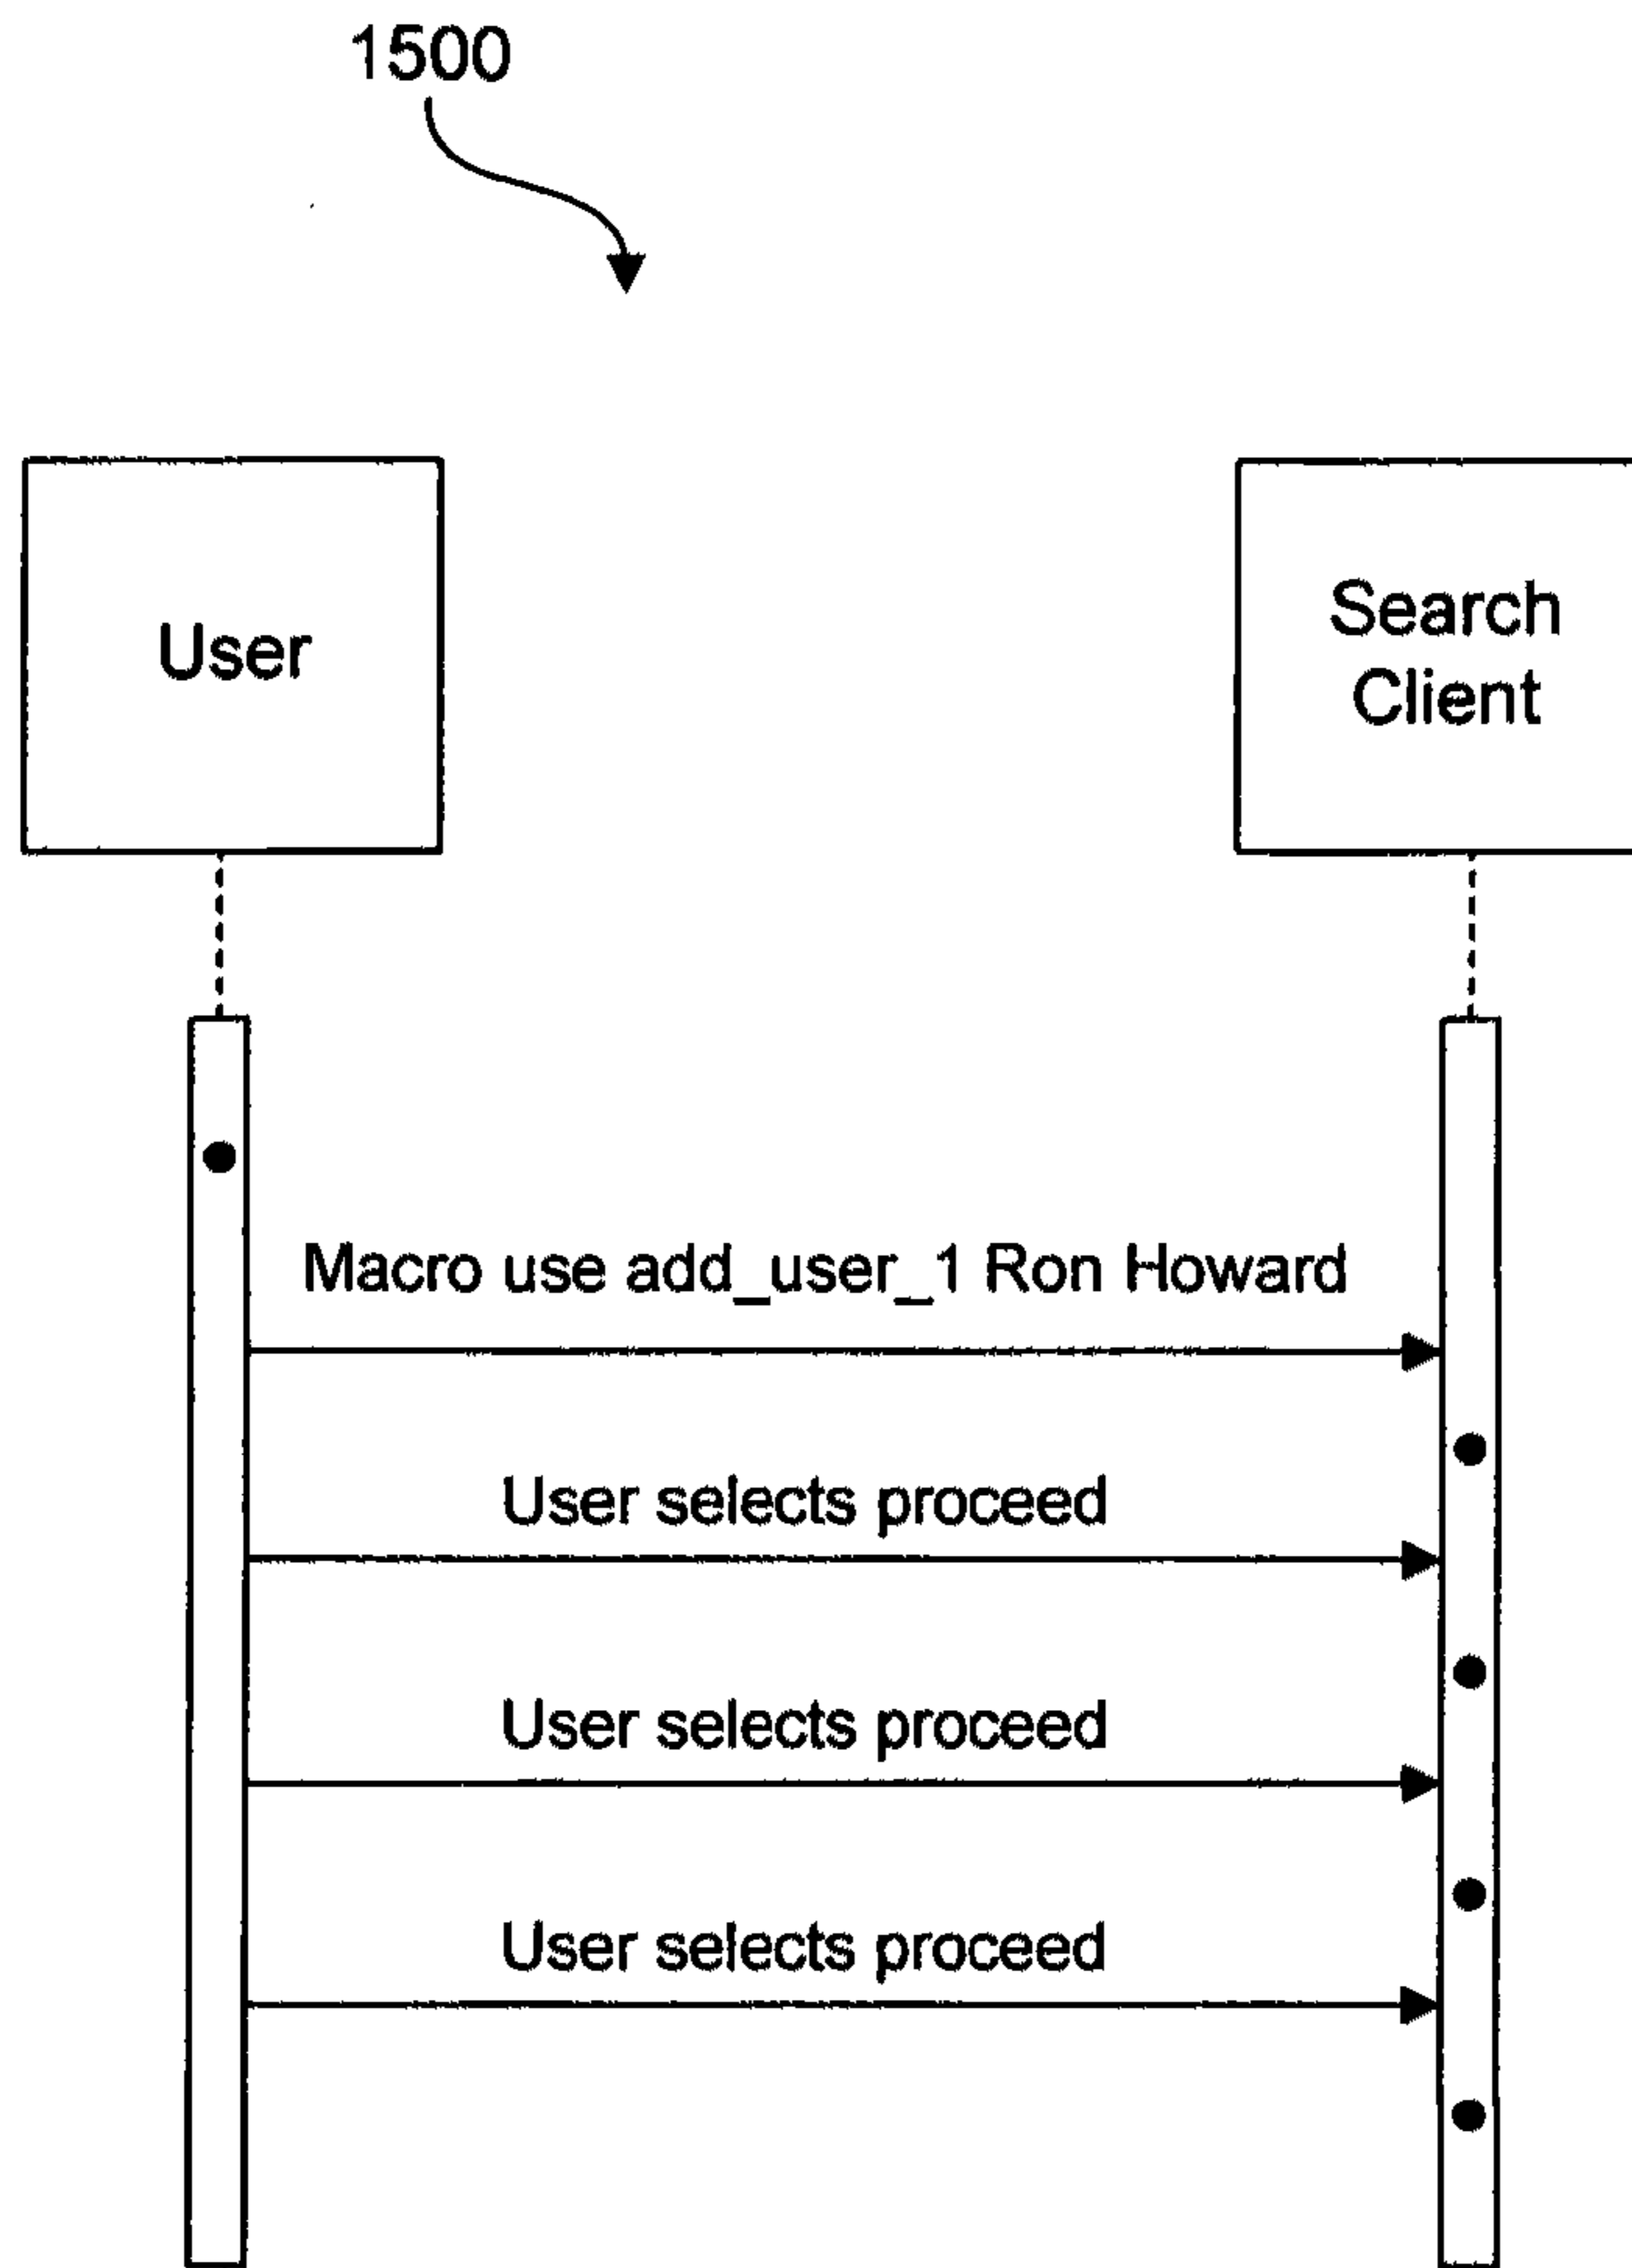 1500
User
Search
Client
Macro use add_user_1 Ron Howard
User selects proceed
User selects proceed
User selects proceed